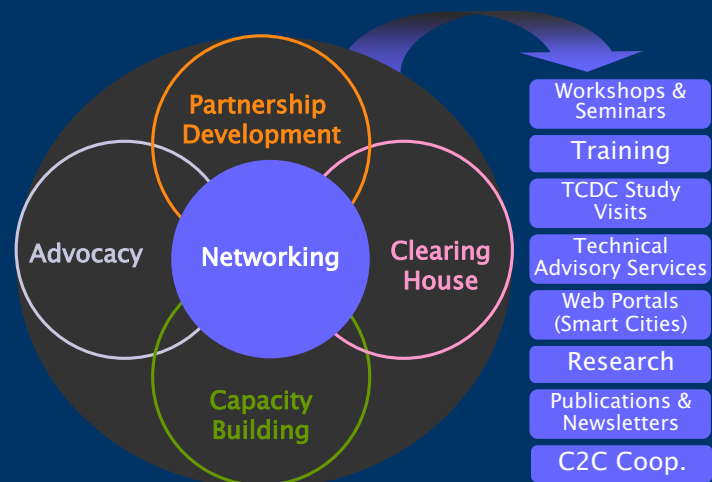 Partnership
Development
Advocacy
Networking
Clearing
House
Capacity
Building
Workshops &
Seminars
Training
TCDC Study
Visits
Technical
Advisory Services
Web Portals
(Smart Cities)
Research
Publications &
Newsletters
C2C Coop.